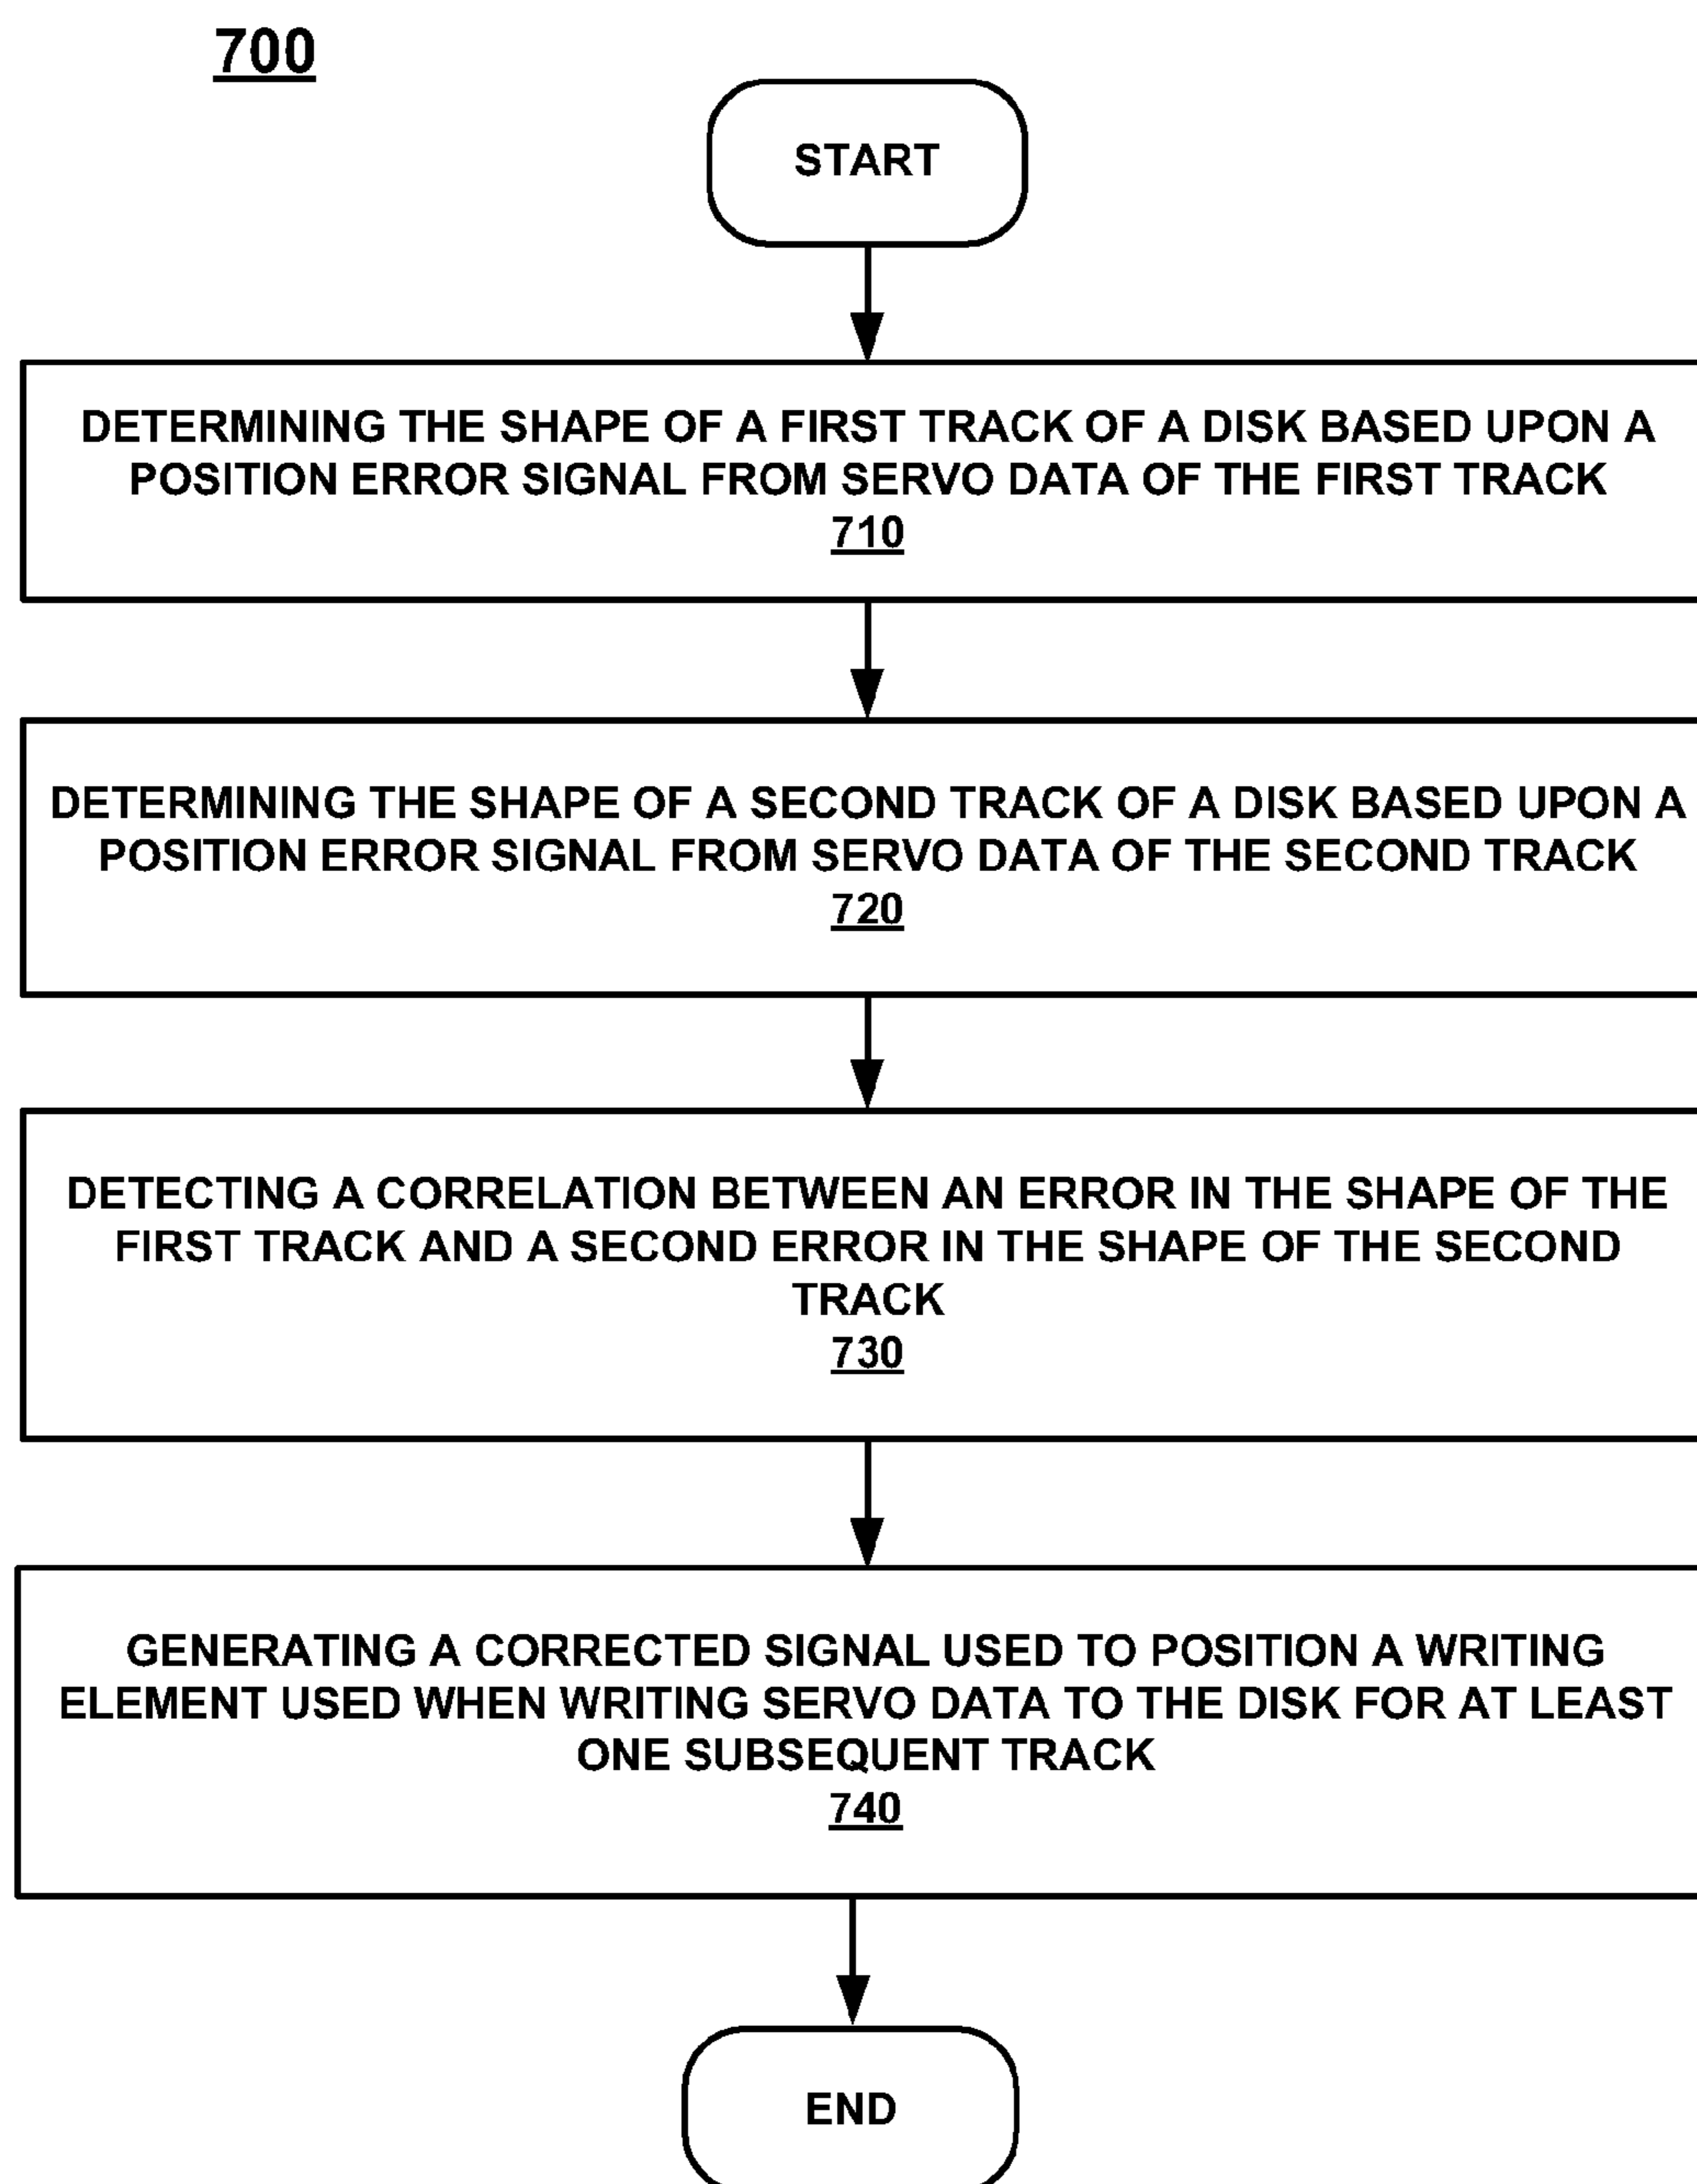 700
START
DETERMINING THE SHAPE OF A FIRST TRACK OF A DISK BASED UPON A
POSITION ERROR SIGNAL FROM SERVO DATA OF THE FIRST TRACK
710
DETERMINING THE SHAPE OF A SECOND TRACK OF A DISK BASED UPON A
POSITION ERROR SIGNAL FROM SERVO DATA OF THE SECOND TRACK
720
DETECTING A CORRELATION BETWEEN AN ERROR IN THE SHAPE OF THE
FIRST TRACK AND A SECOND ERROR IN THE SHAPE OF THE SECOND
TRACK
730
GENERATING A CORRECTED SIGNAL USED TO POSITION A WRITING
ELEMENT USED WHEN WRITING SERVO DATA TO THE DISK FOR AT LEAST
ONE SUBSEQUENT TRACK
740
END